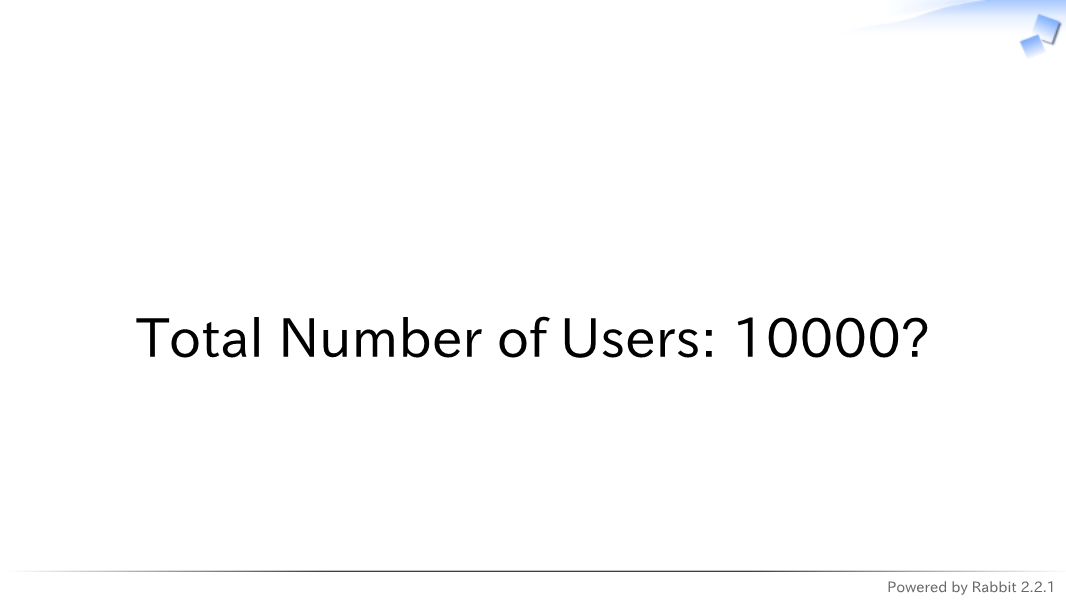 Total Number of Users: 10000?
Powered by Rabbit 2.2.1